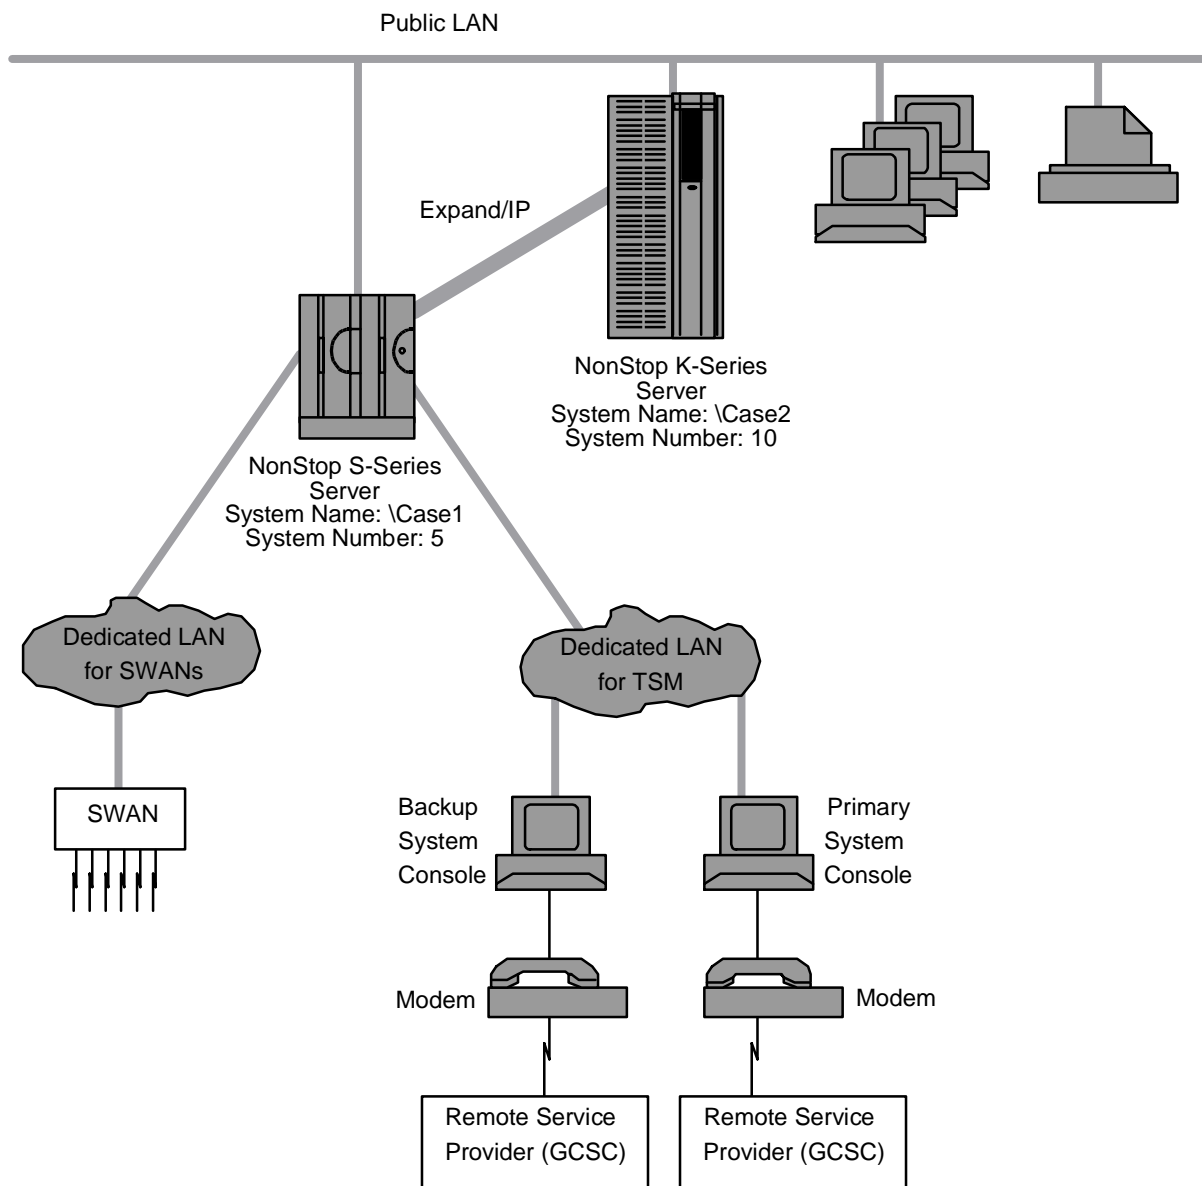 Public LAN
Expand/IP
NonStop K-Series
Server
System Name: \Case2
System Number: 10
NonStop S-Series
Server
System Name: \Case1
System Number: 5
Dedicated LAN
for SWANs
Dedicated LAN
for TSM
SWAN
Backup
System
Console
Primary
System
Console
Modem
Modem
Remote Service
Provider (GCSC)
Remote Service
Provider (GCSC)